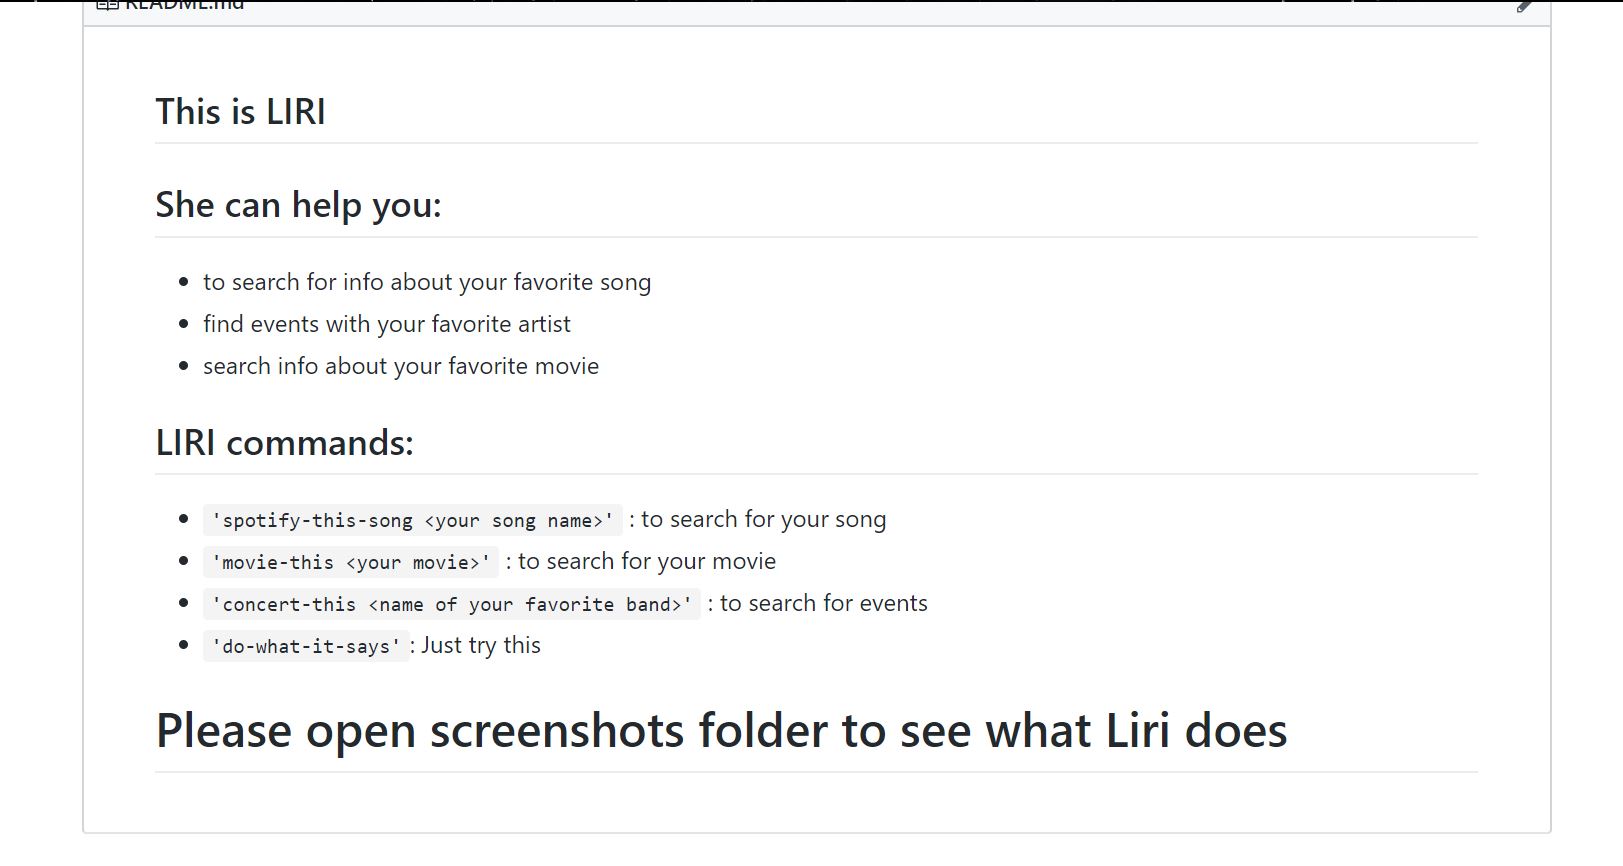 README.md
This is LIRI
She can help you:
to search for info about your favorite song
find events with your favorite artist
search info about your favorite movie
LIRI commands:
'spotify-this-song <your song name>' : to search for your song
'movie-this <your movie>' : to search for your movie
'concert-this <name of your favorite band>' : to search for events
'do-what-it-says' : Just try this
Please open screenshots folder to see what Liri does